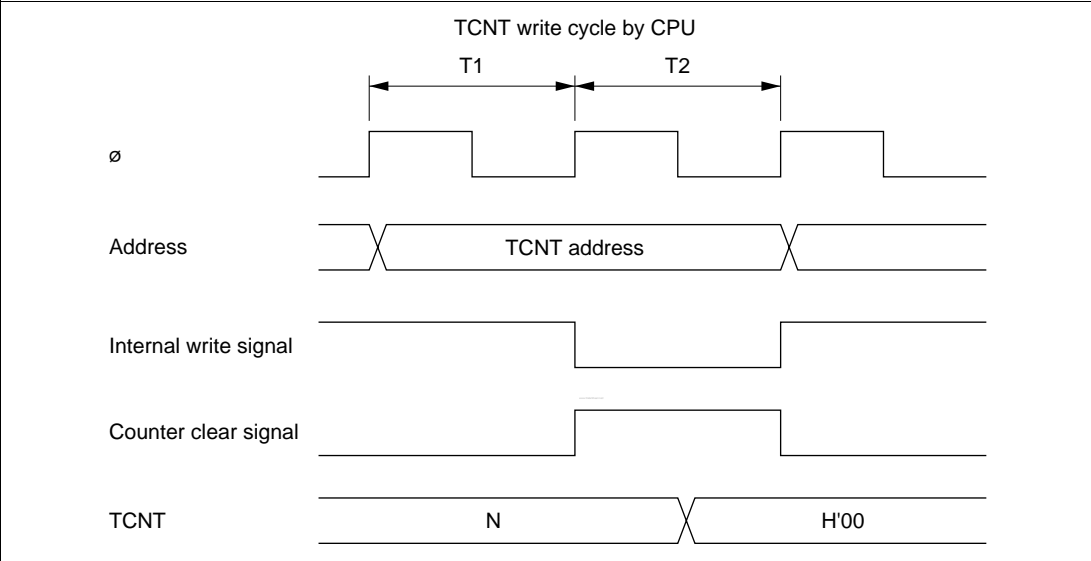 TCNT write cycle by CPU
T1 T2
ø
Address TCNT address
Internal write signal
Counter clear signal
TCNT N H'00